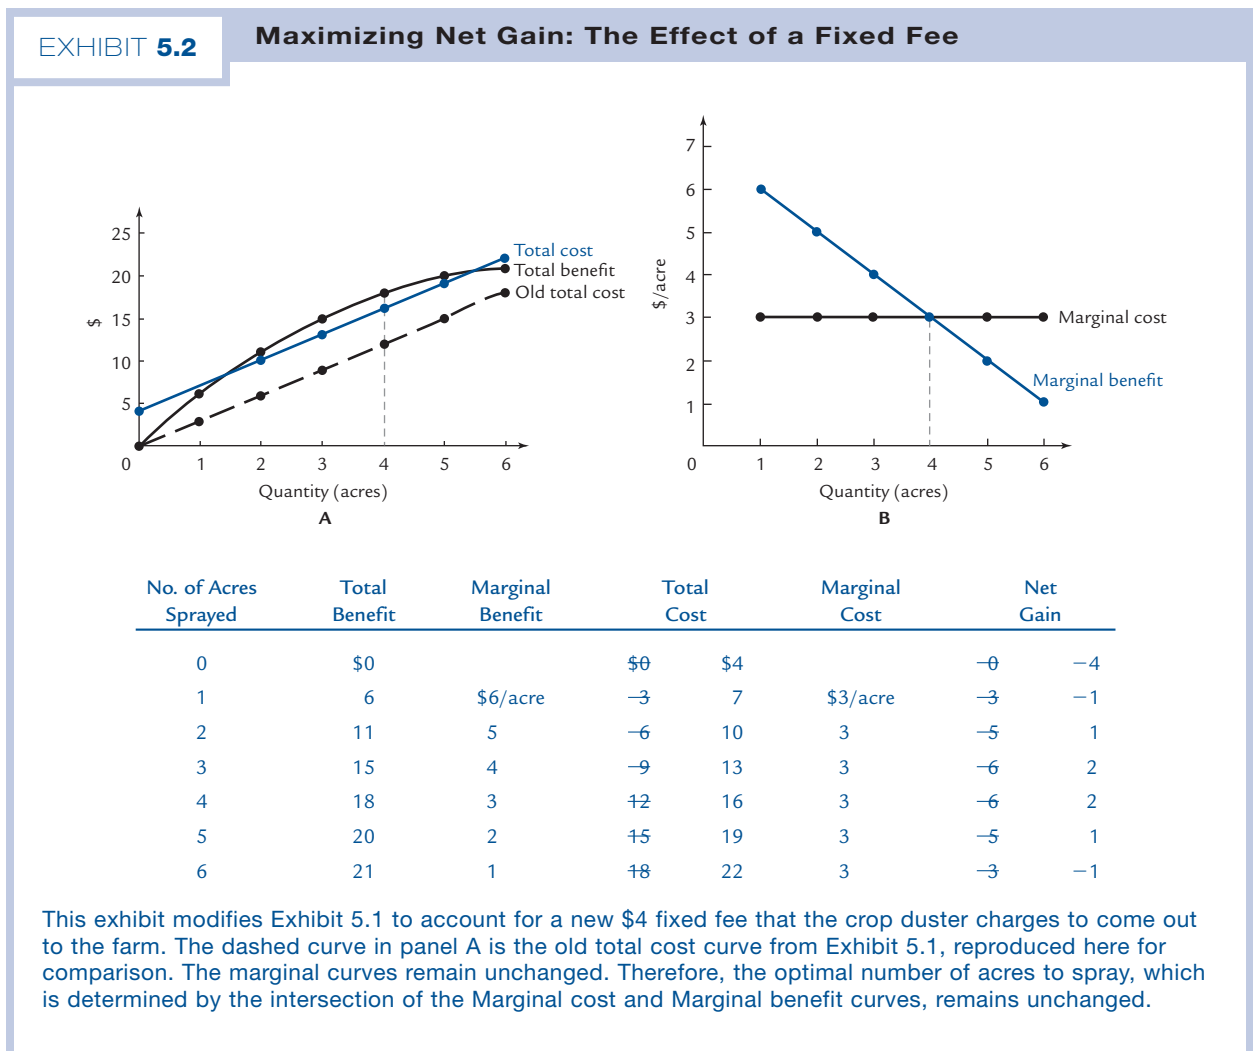 EXHIBIT 5.2
Maximizing Net Gain: The Effect of a Fixed Fee
25
20
15
10
5
$
0
1
2
3
4
5
6
Quantity (acres)
A
Total cost
Total benefit
Old total cost
7
6
5
4
3
2
1
$/acre
0
1
2
3
4
5
6
Quantity (acres)
B
Marginal cost
Marginal benefit
No. of Acres Sprayed Total Benefit Marginal Benefit Total Cost Marginal Cost Net Gain
0 $0 $0 $4 0 −4
1 6 $6/acre 3 7 $3/acre 3 −1
2 11 5 6 10 3 5 1
3 15 4 9 13 3 6 2
4 18 3 12 16 3 6 2
5 20 2 15 19 3 5 1
6 21 1 18 22 3 3 −1
This exhibit modifies Exhibit 5.1 to account for a new $4 fixed fee that the crop duster charges to come out
to the farm. The dashed curve in panel A is the old total cost curve from Exhibit 5.1, reproduced here for
comparison. The marginal curves remain unchanged. Therefore, the optimal number of acres to spray, which
is determined by the intersection of the Marginal cost and Marginal benefit curves, remains unchanged.